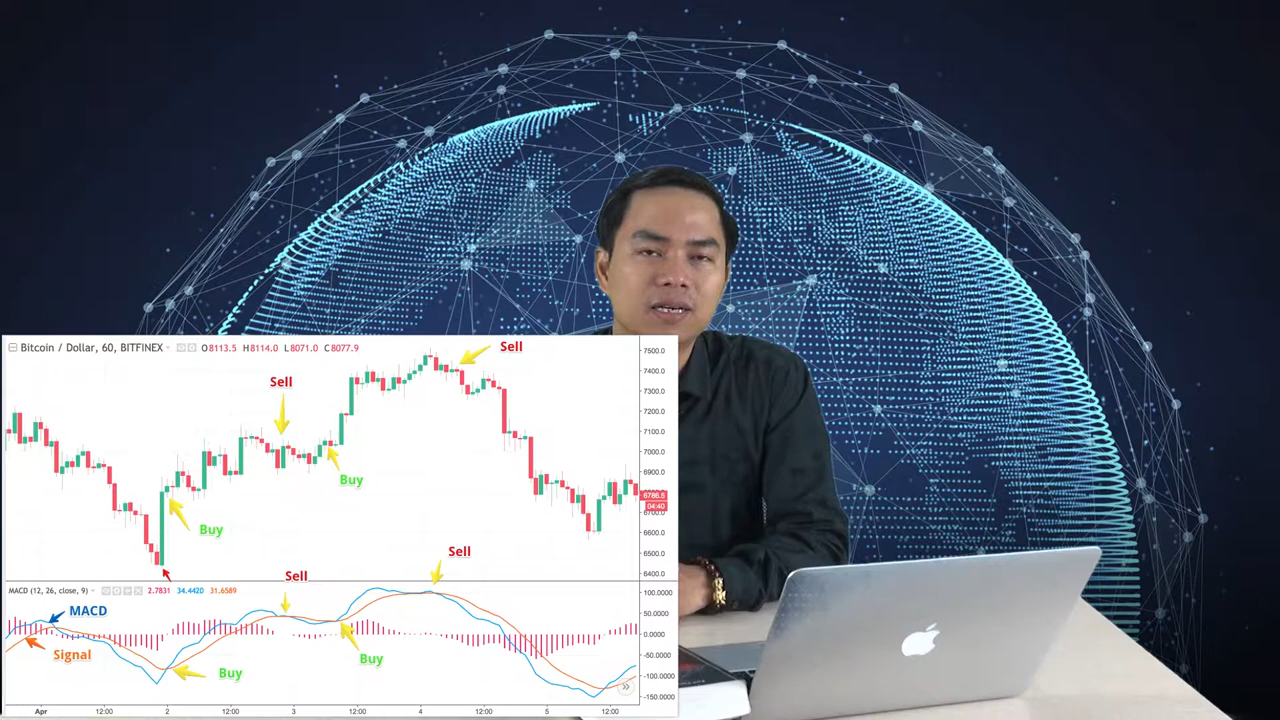 Bitcoin / Dollar, 60, BITFINEX O8113.5 H8114.0 L8071.0 C8077.9
Sell
Sell
Buy
Buy
7500.0
7400.0
7300.0
7200.0
7100.0
7000.0
6900.0
6786.6
04:40
6700.0
6600.0
6500.0
6400.0
MACD (12, 26, close, 9) 2.7831 34.4420 31.6589
Sell
Sell
MACD
Signal
Buy
Buy
100.0000
50.0000
0.0000
-50.0000
-100.0000
-150.0000
Apr 12:00 2 12:00 3 12:00 4 12:00 5 12:00